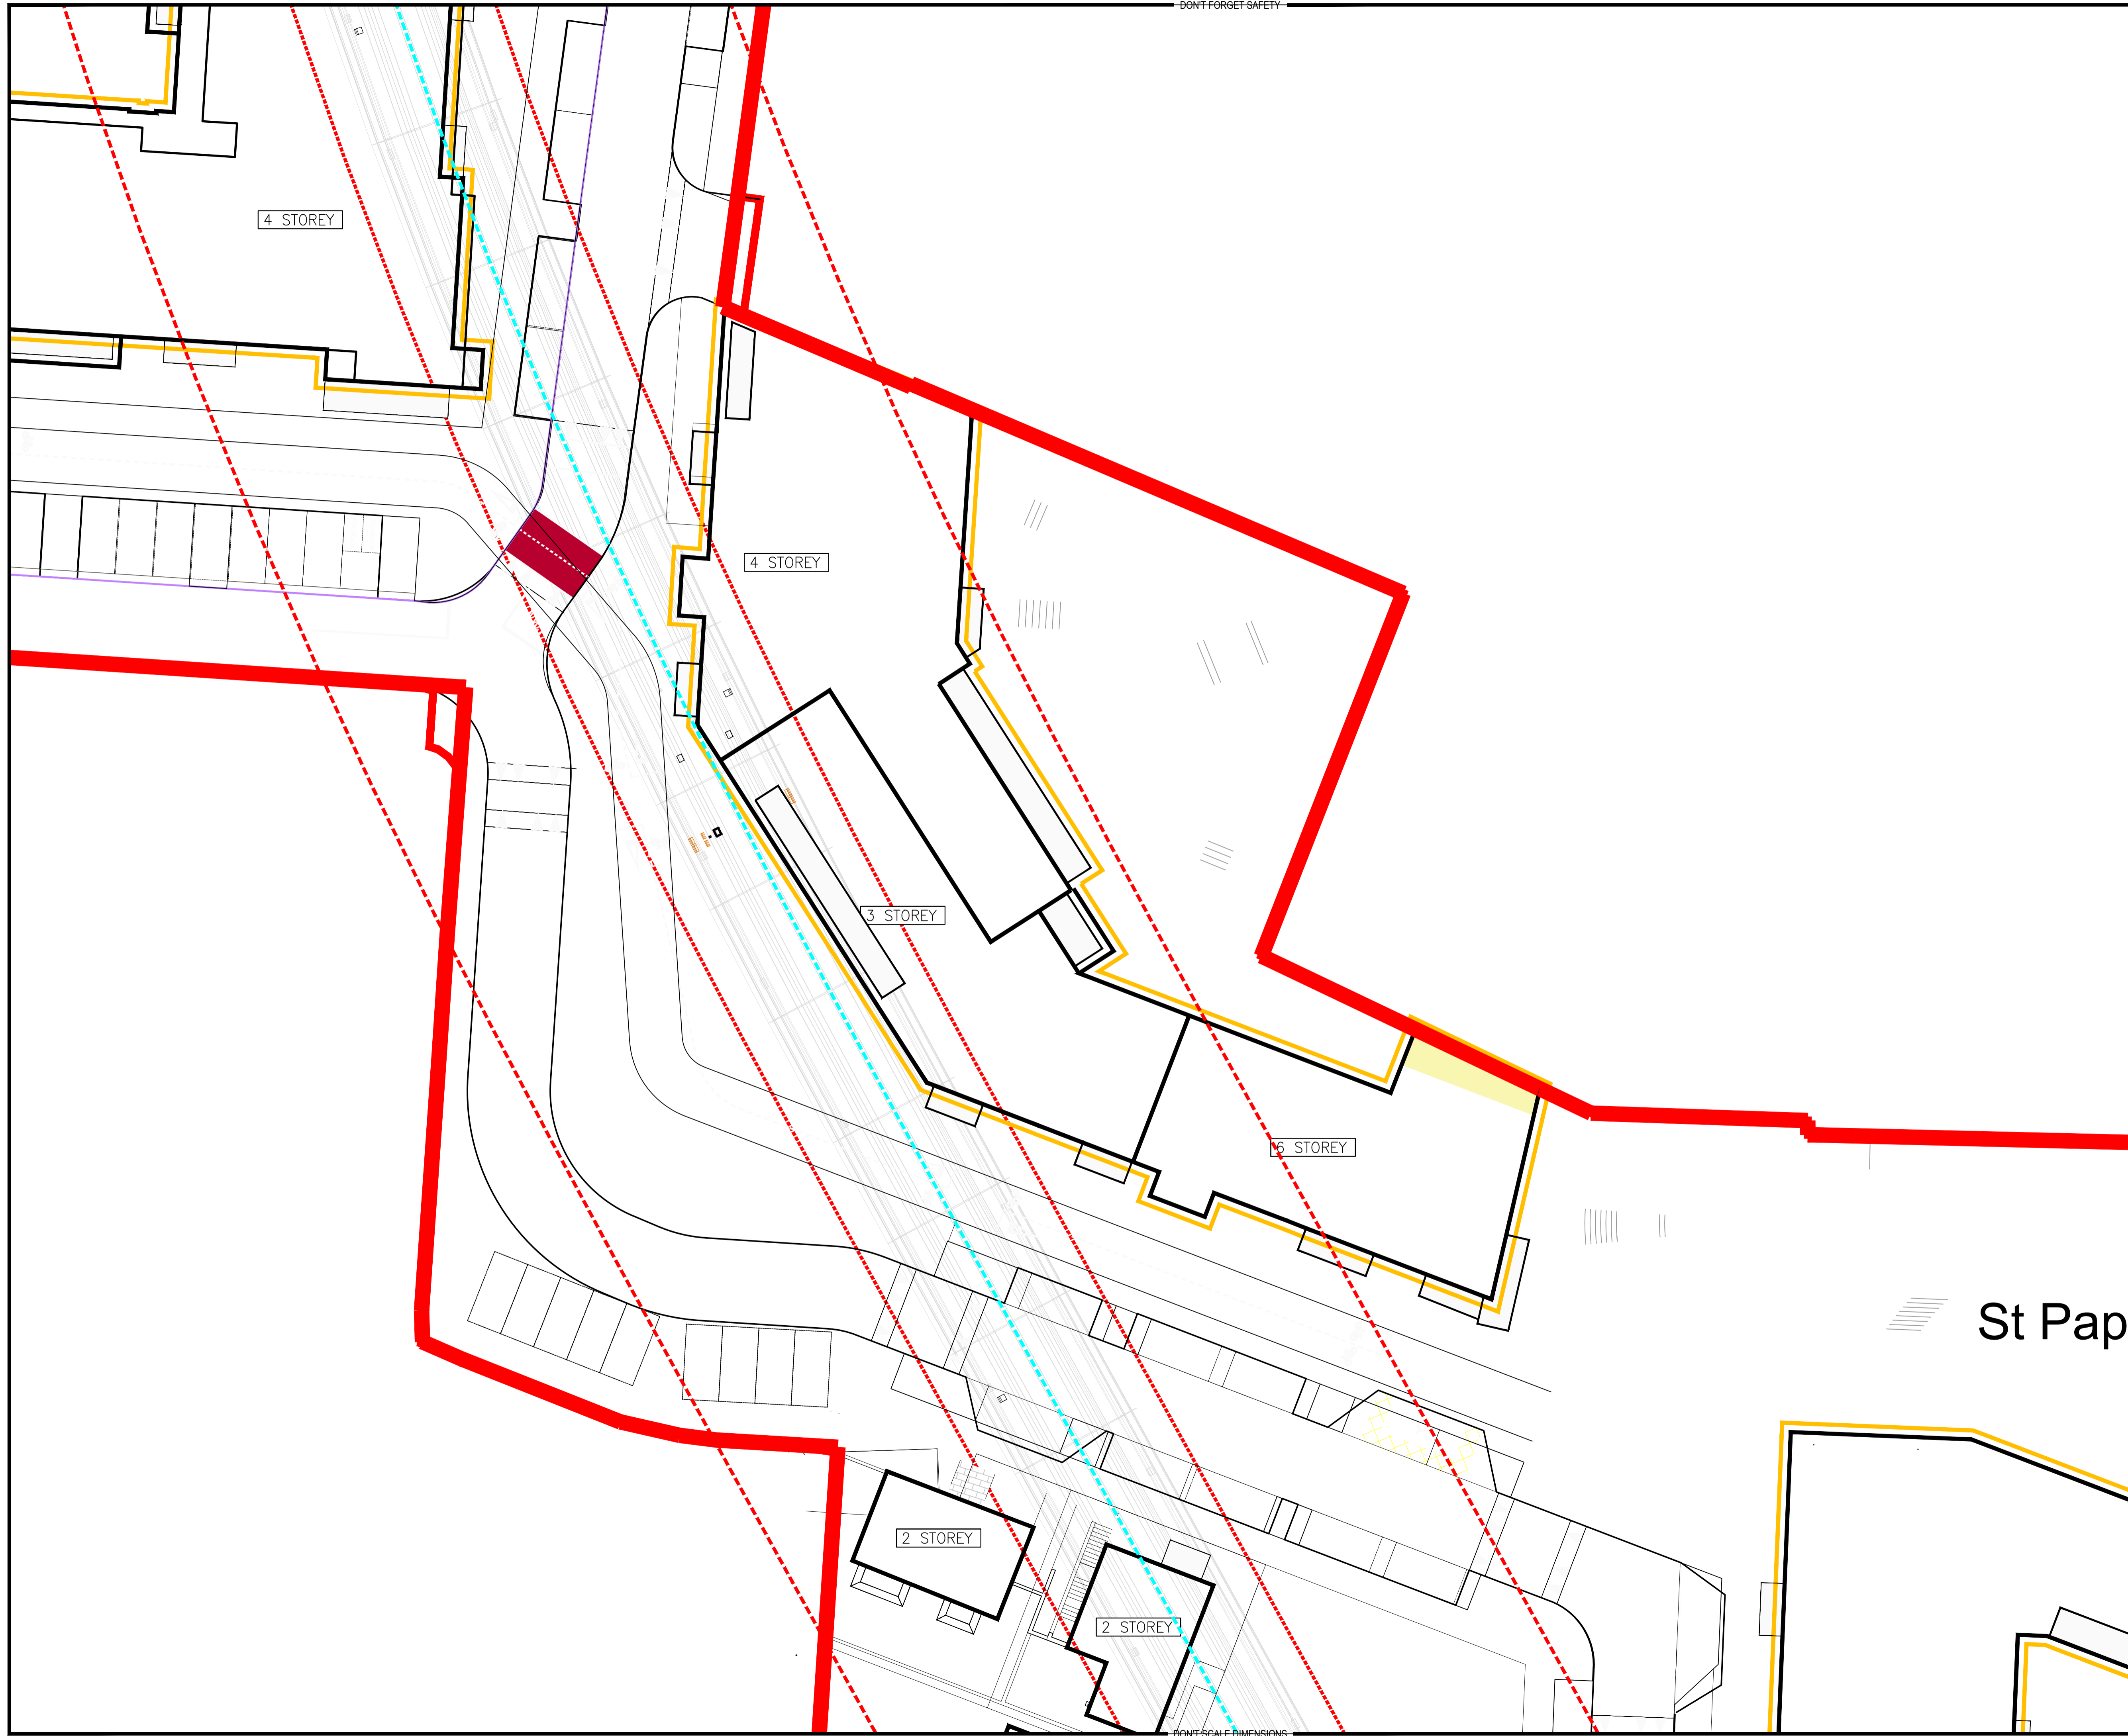 DON'T FORGET SAFETY
4 STOREY
4 STOREY
3 STOREY
6 STOREY
St Pap
2 STOREY
2 STOREY
DON'T SCALE DIMENSIONS